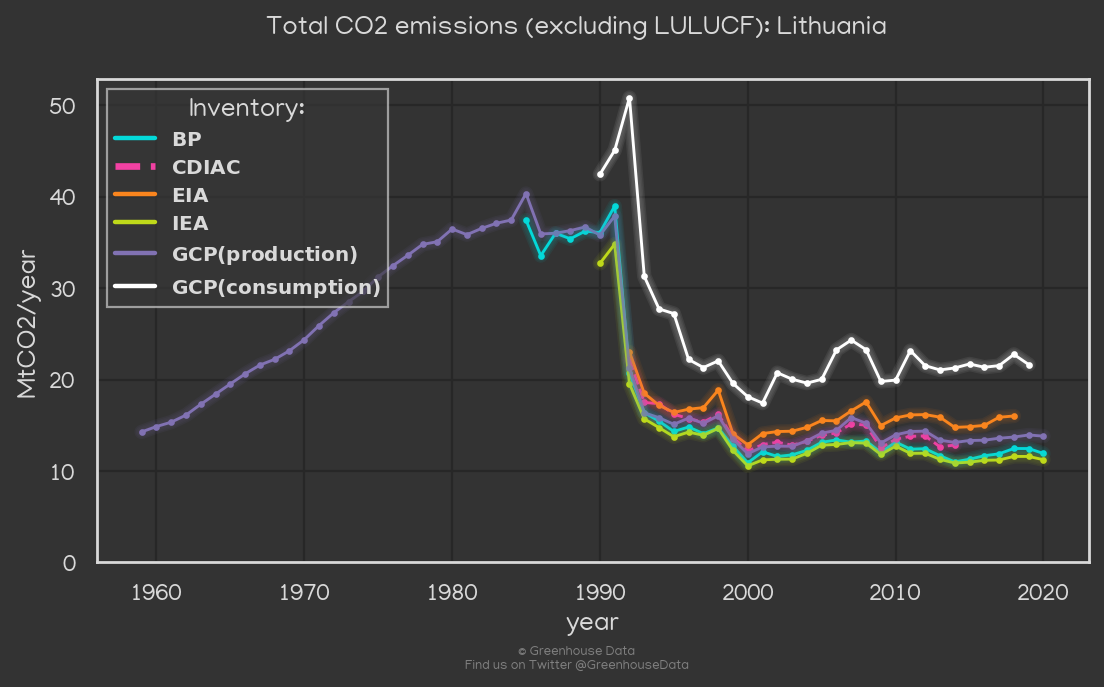 Total CO2 emissions (excluding LULUCF): Lithuania
MtCO2/year
50
40
30
20
10
0
Inventory:
BP
CDIAC
EIA
IEA
GCP(production)
GCP(consumption)
1960 1970 1980 1990 2000 2010 2020
year
© Greenhouse Data
Find us on Twitter @GreenhouseData